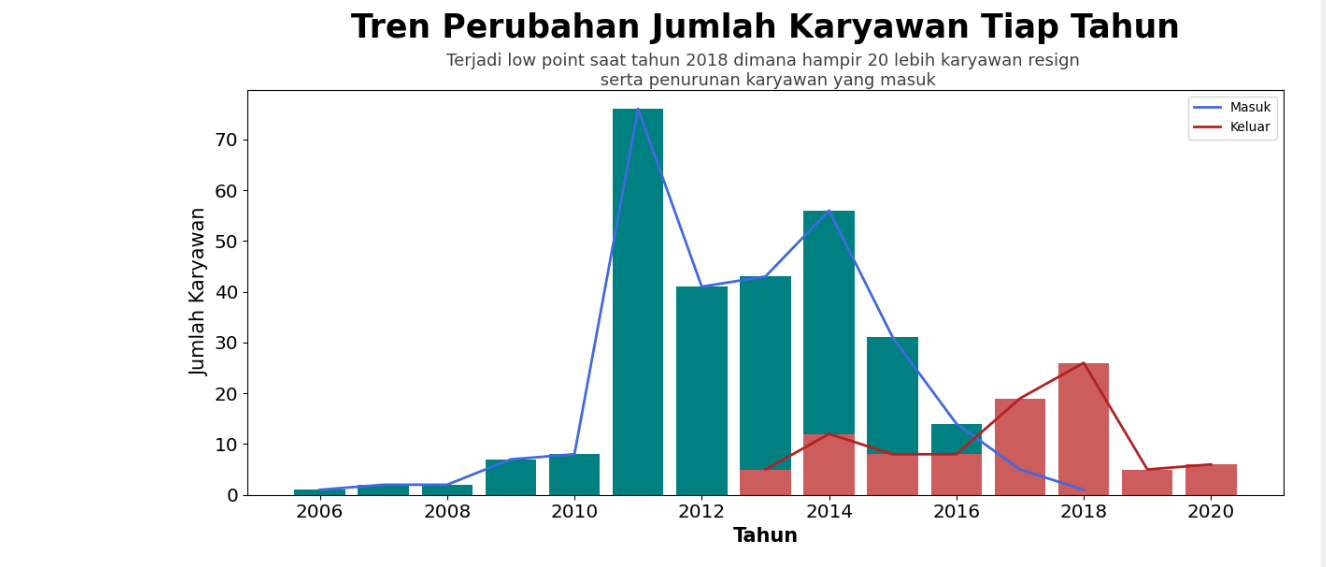 Tren Perubahan Jumlah Karyawan Tiap Tahun
Terjadi low point saat tahun 2018 dimana hampir 20 lebih karyawan resign
serta penurunan karyawan yang masuk
Masuk
Keluar
Jumlah Karyawan
70
60
50
40
30
20
10
0
2006 2008 2010 2012 2014 2016 2018 2020
Tahun